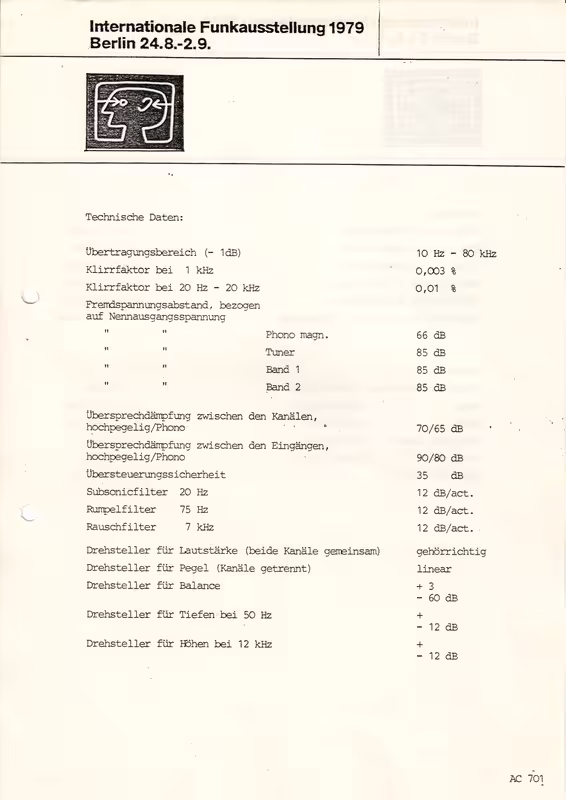 Internationale Funkausstellung 1979
Berlin 24.8.-2.9.
Technische Daten:
Übertragungsbereich (- 1dB) 10 Hz - 80 kHz
Klirrfaktor bei 1 kHz 0,003 %
Klirrfaktor bei 20 Hz - 20 kHz 0,01 %
Fremdspannungsabstand, bezogen
auf Nennausgangsspannung
" " Phono magn. 66 dB
" " Tuner 85 dB
" " Band 1 85 dB
" " Band 2 85 dB
Übersprechdämpfung zwischen den Kanälen,
hochpegelig/Phono 70/65 dB
Übersprechdämpfung zwischen den Eingängen,
hochpegelig/Phono 90/80 dB
Übersteuerungssicherheit 35 dB
Subsonicfilter 20 Hz 12 dB/act.
Rumpelfilter 75 Hz 12 dB/act.
Rauschfilter 7 kHz 12 dB/act.
Drehsteller für Lautstärke (beide Kanäle gemeinsam) gehörrichtig
Drehsteller für Pegel (Kanäle getrennt) linear
Drehsteller für Balance + 3
- 60 dB
Drehsteller für Tiefen bei 50 Hz +
- 12 dB
Drehsteller für Höhen bei 12 kHz +
- 12 dB
AC 701